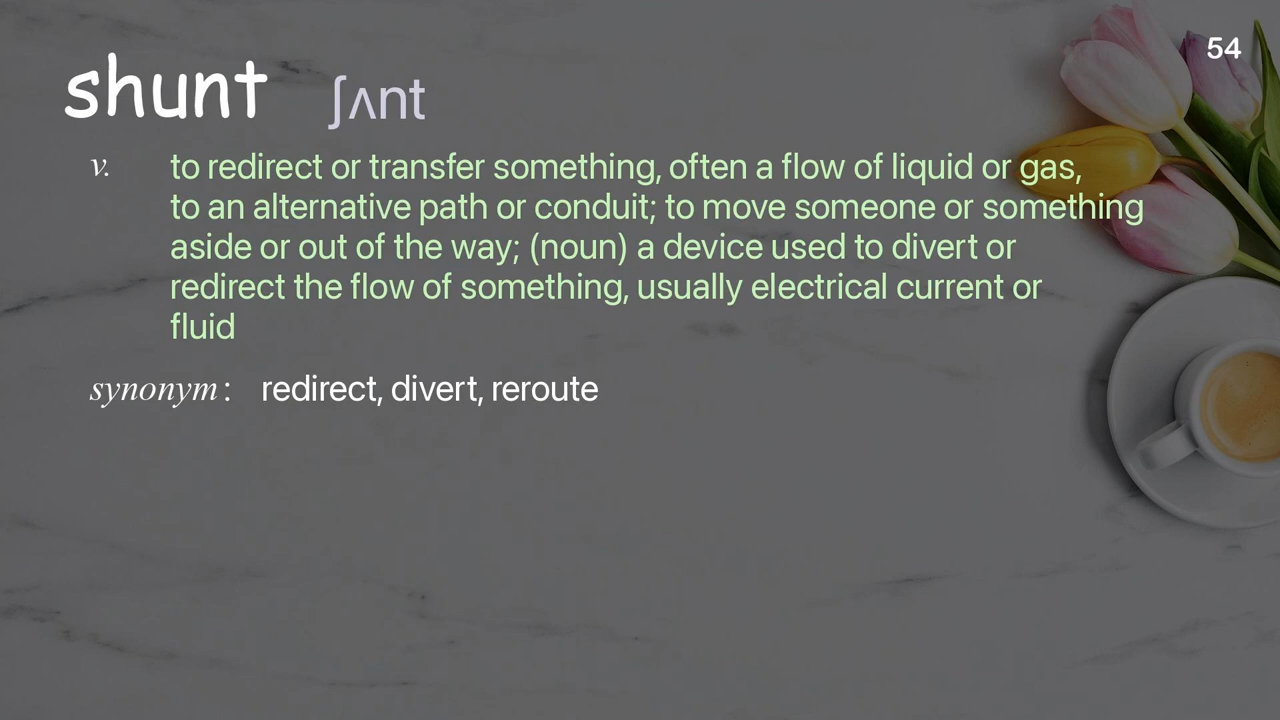 54
shunt ʃʌnt
v. to redirect or transfer something, often a flow of liquid or gas,
to an alternative path or conduit; to move someone or something
aside or out of the way; (noun) a device used to divert or
redirect the flow of something, usually electrical current or
fluid
synonym: redirect, divert, reroute